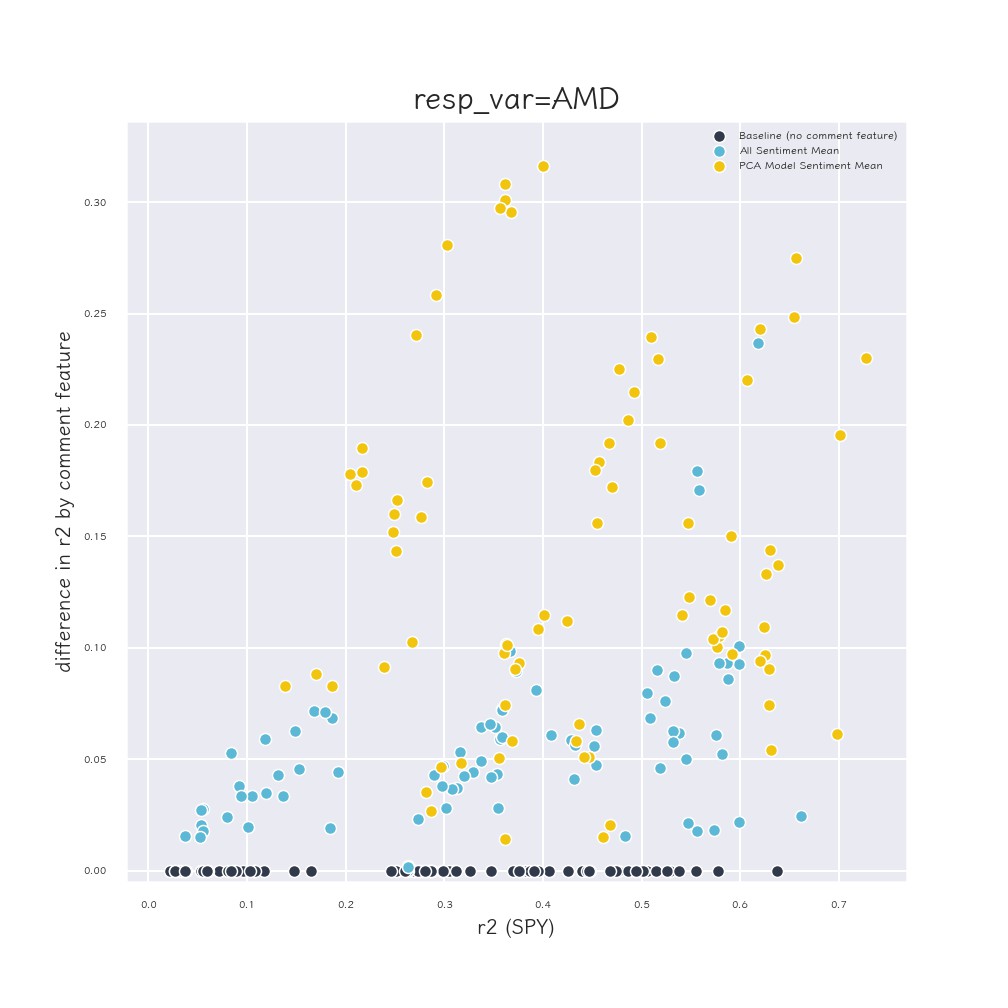 resp_var=AMD
Baseline (no comment feature)
All Sentiment Mean
PCA Model Sentiment Mean
0.30
0.25
0.20
0.15
0.10
0.05
0.00
difference in r2 by comment feature
0.0 0.1 0.2 0.3 0.4 0.5 0.6 0.7
r2 (SPY)